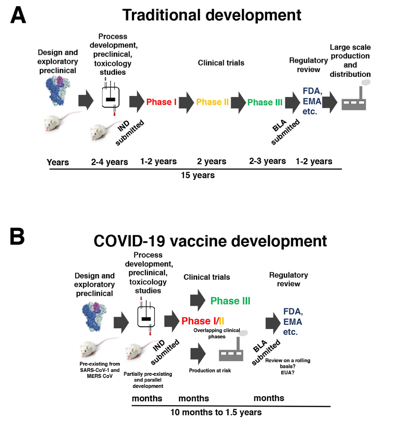 A
Traditional development
Design and
exploratory
preclinical
Process
development,
preclinical,
toxicology
studies
Clinical trials
Regulatory
review
Large scale
production
and
distribution
Phase I
Phase II
Phase III
FDA,
EMA
etc.
IND
submitted
BLA
submitted
Years
2-4 years
1-2 years
2 years
2-3 years
1-2 years
15 years
B
COVID-19 vaccine development
Design and
exploratory
preclinical
Process
development,
preclinical,
toxicology
studies
Clinical trials
Regulatory
review
Phase III
Phase I/II
Overlapping clinical
phases
FDA,
EMA
etc.
IND
submitted
BLA
submitted
Pre-existing from
SARS-CoV-1 and
MERS CoV
Partially pre-existing
and parallel
development
Production at risk
Review on a rolling
basis?
EUA?
months
months
months
10 months to 1.5 years